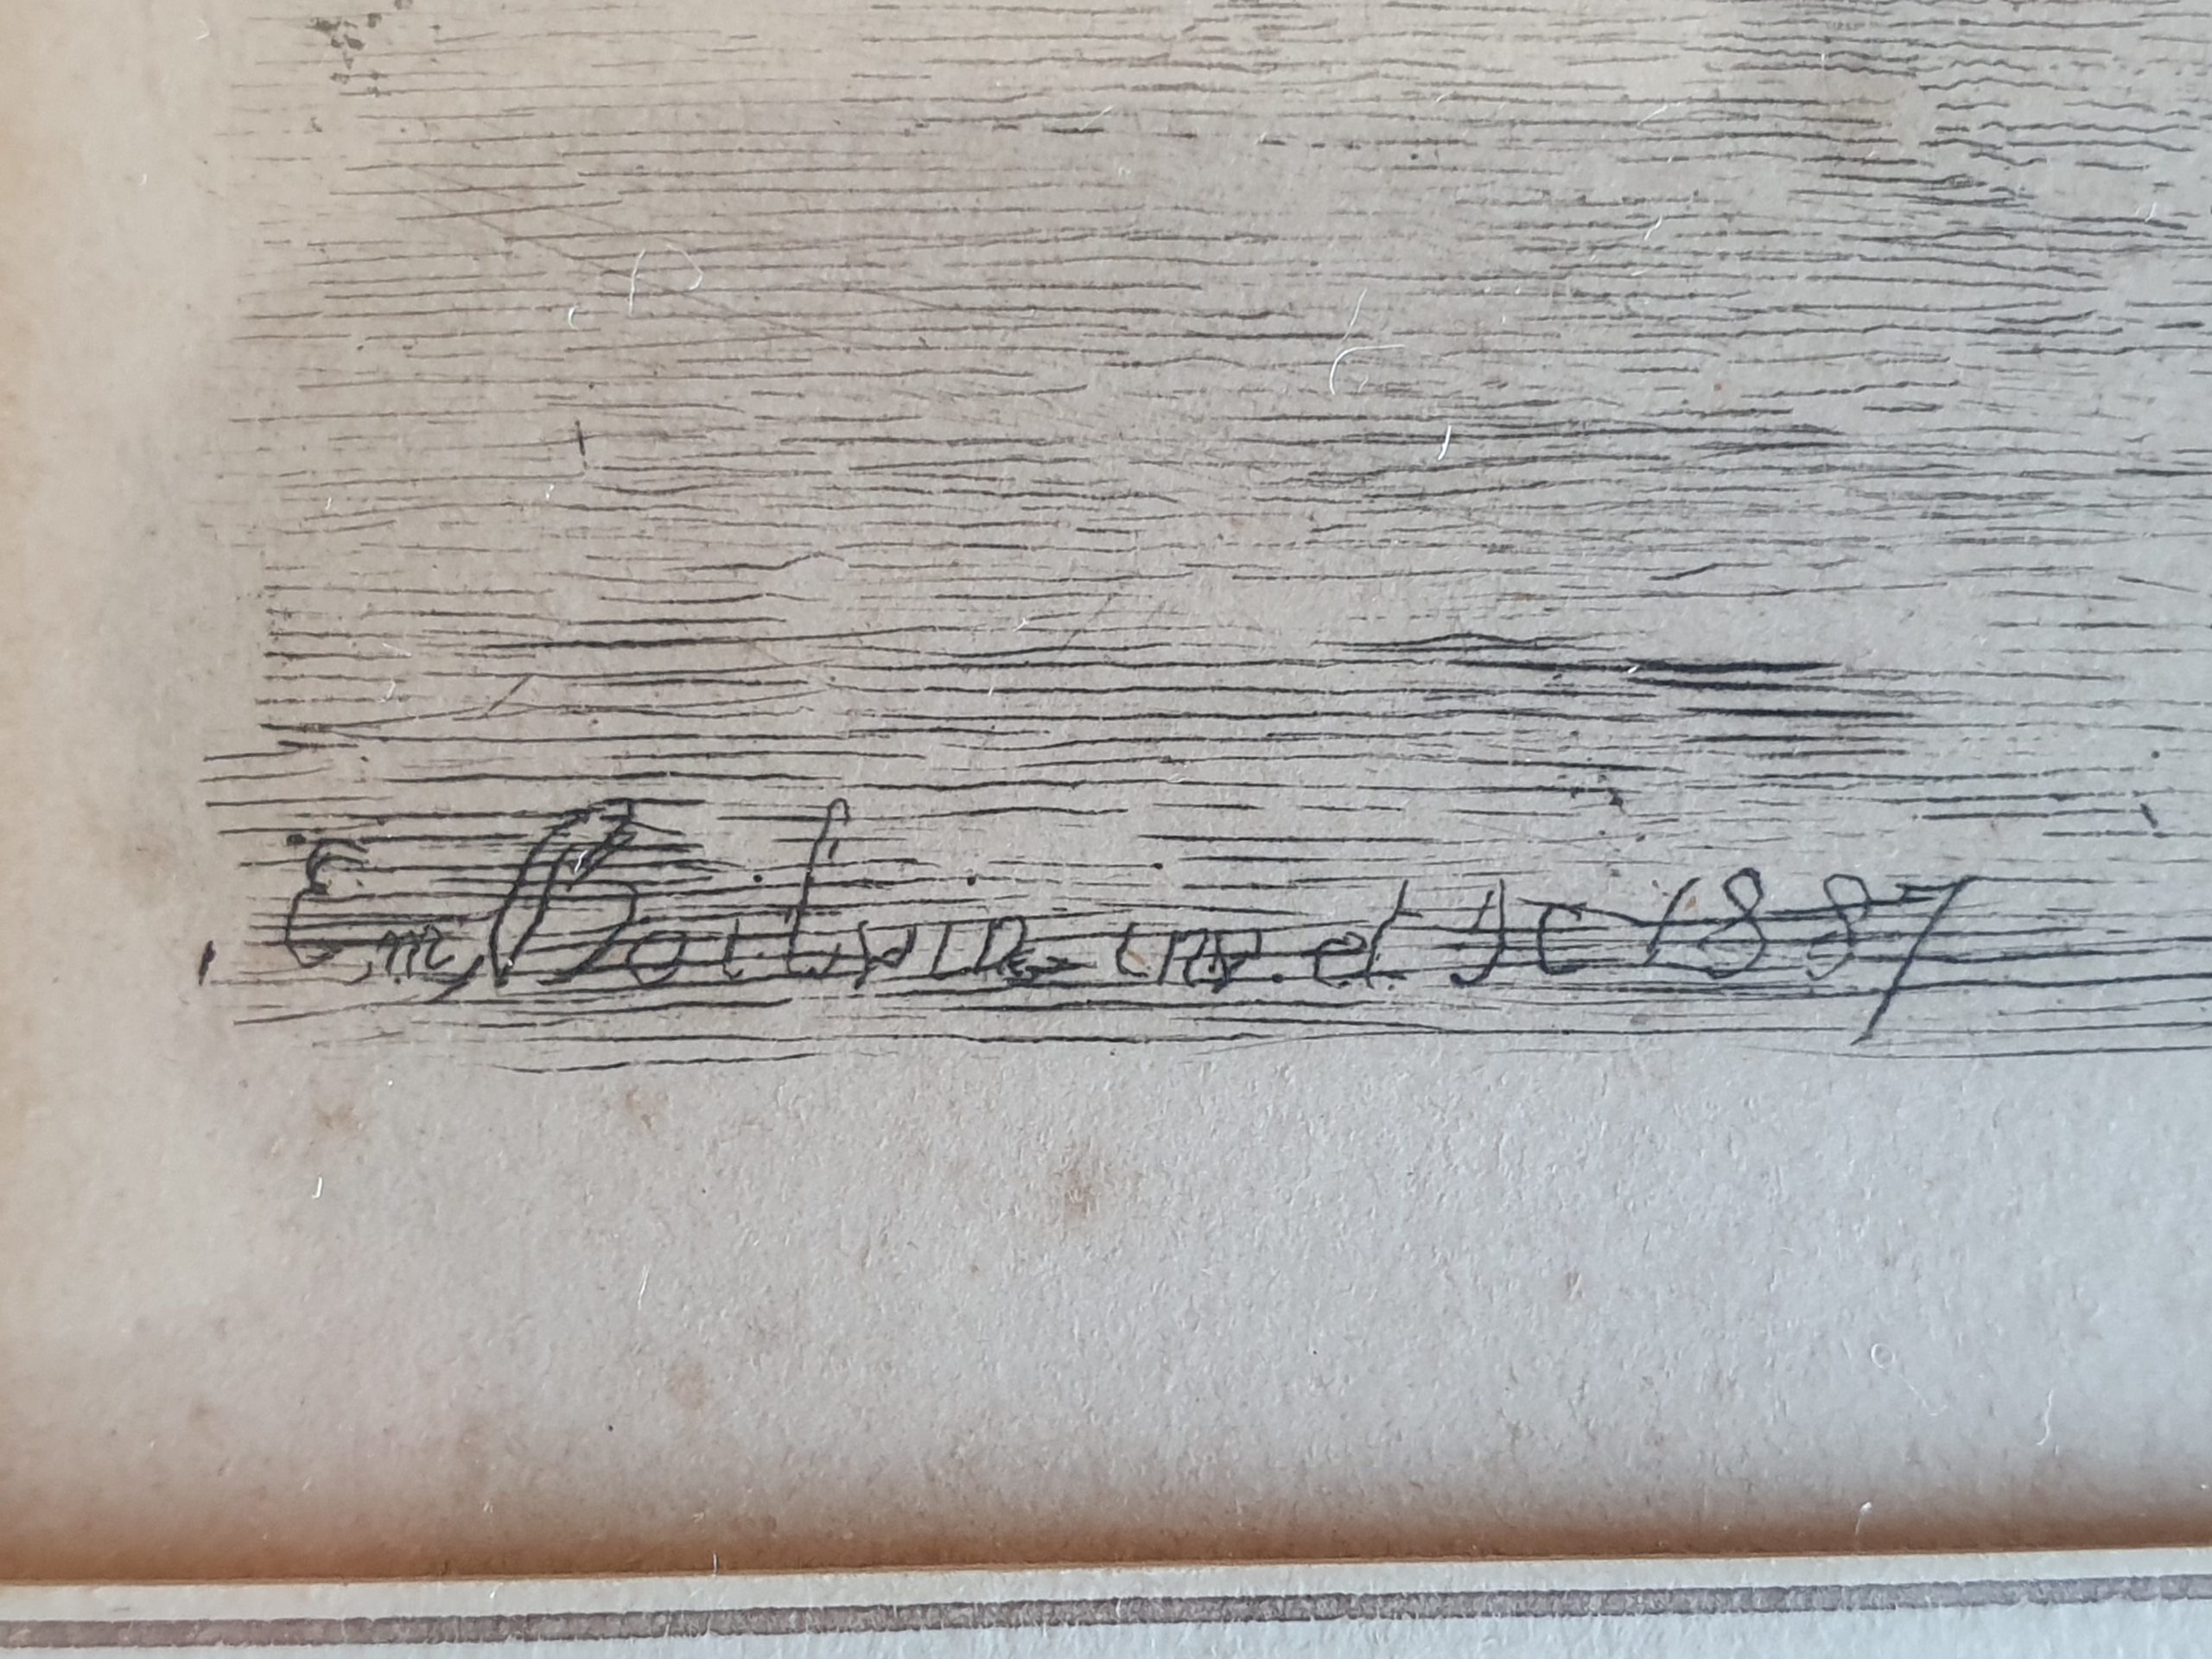 Em Boilvin inv. et sc 1887